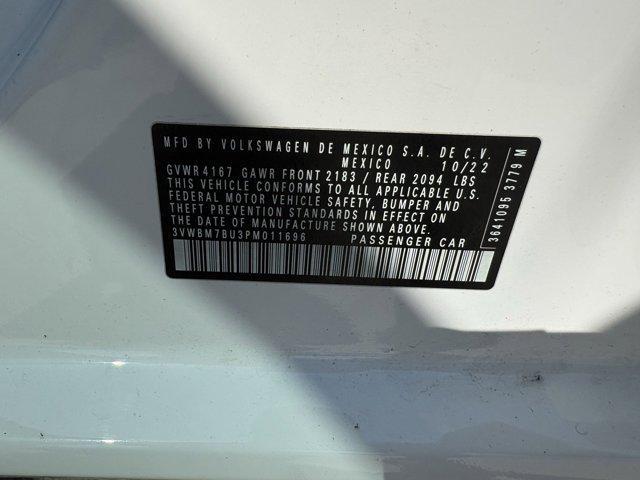 MFD BY VOLKSWAGEN DE MEXICO S.A. DE C.V.
MEXICO 10/22
GVWR 4167 GAWR FRONT 2183 / REAR 2094 LBS
THIS VEHICLE CONFORMS TO ALL APPLICABLE U.S.
FEDERAL MOTOR VEHICLE SAFETY, BUMPER AND
THEFT PREVENTION STANDARDS IN EFFECT ON
THE DATE OF MANUFACTURE SHOWN ABOVE
3VWBM7BU3PM011696 PASSENGER CAR
3641095 3779 M